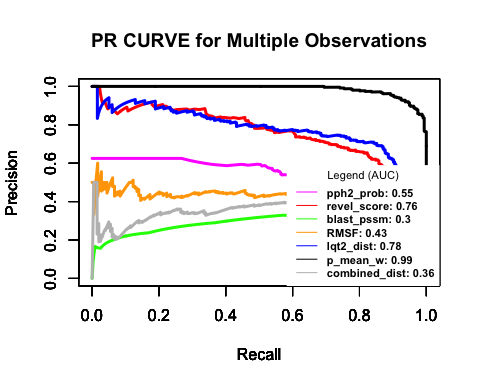 PR CURVE for Multiple Observations
Precision
1.0
0.8
0.6
0.4
0.2
0.0
Legend (AUC)
pph2_prob: 0.55
revel_score: 0.76
blast_pssm: 0.3
RMSF: 0.43
lqt2_dist: 0.78
p_mean_w: 0.99
combined_dist: 0.36
0.0 0.2 0.4 0.6 0.8 1.0
Recall